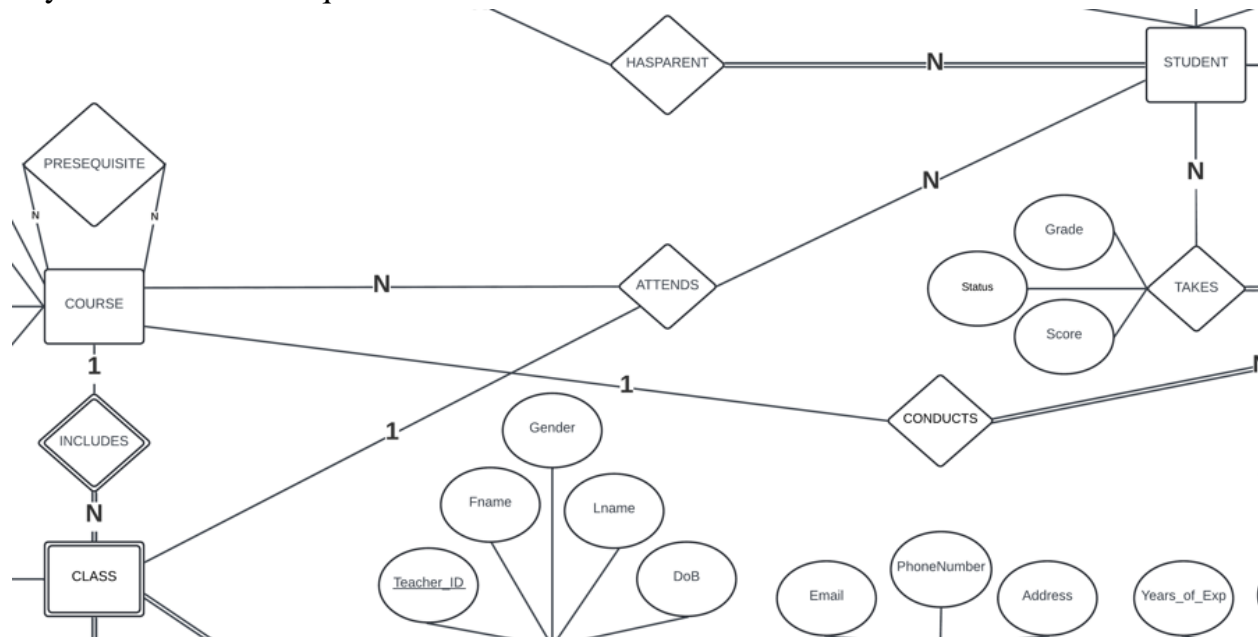 HASPARENT
N
STUDENT
PRESEQUISITE
N
N
N
N
Grade
Status
TAKES
Score
COURSE
N
ATTENDS
1
1
CONDUCTS
INCLUDES
1
Gender
Fname
Lname
N
CLASS
Teacher_ID
DoB
Email
PhoneNumber
Address
Years_of_Exp